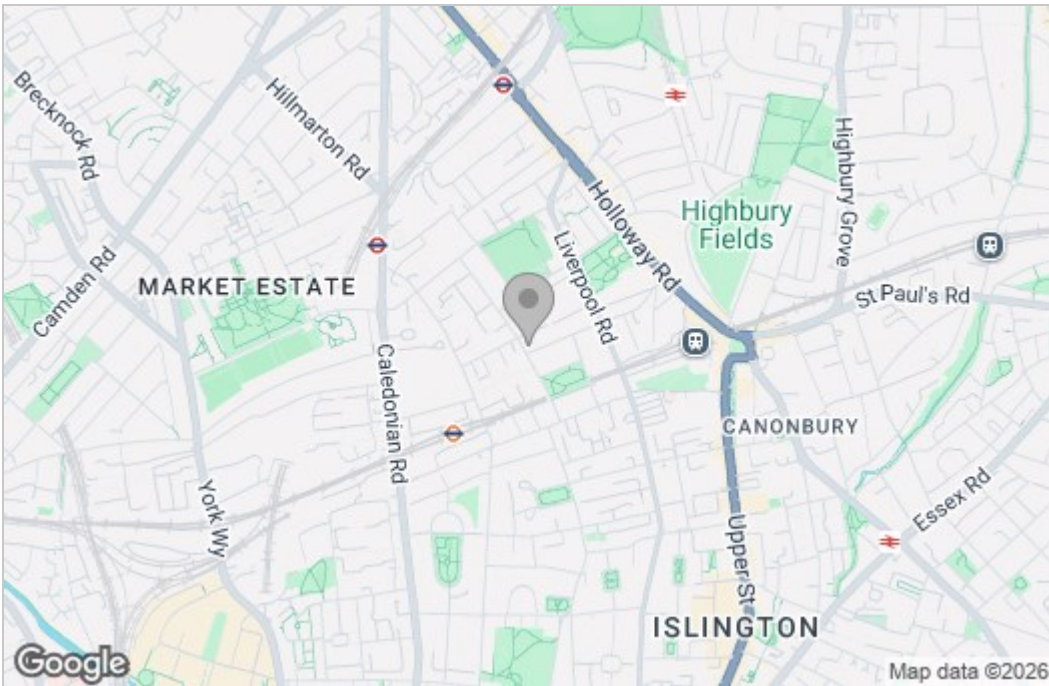 Brecknock Rd
Hillmarton Rd
Camden Rd
MARKET ESTATE
Caledonian Rd
York Wy
Holloway Rd
Liverpool Rd
Highbury
Fields
Highbury Grove
St Paul's Rd
CANONBURY
Essex Rd
Upper St
ISLINGTON
Google
Map data ©2026